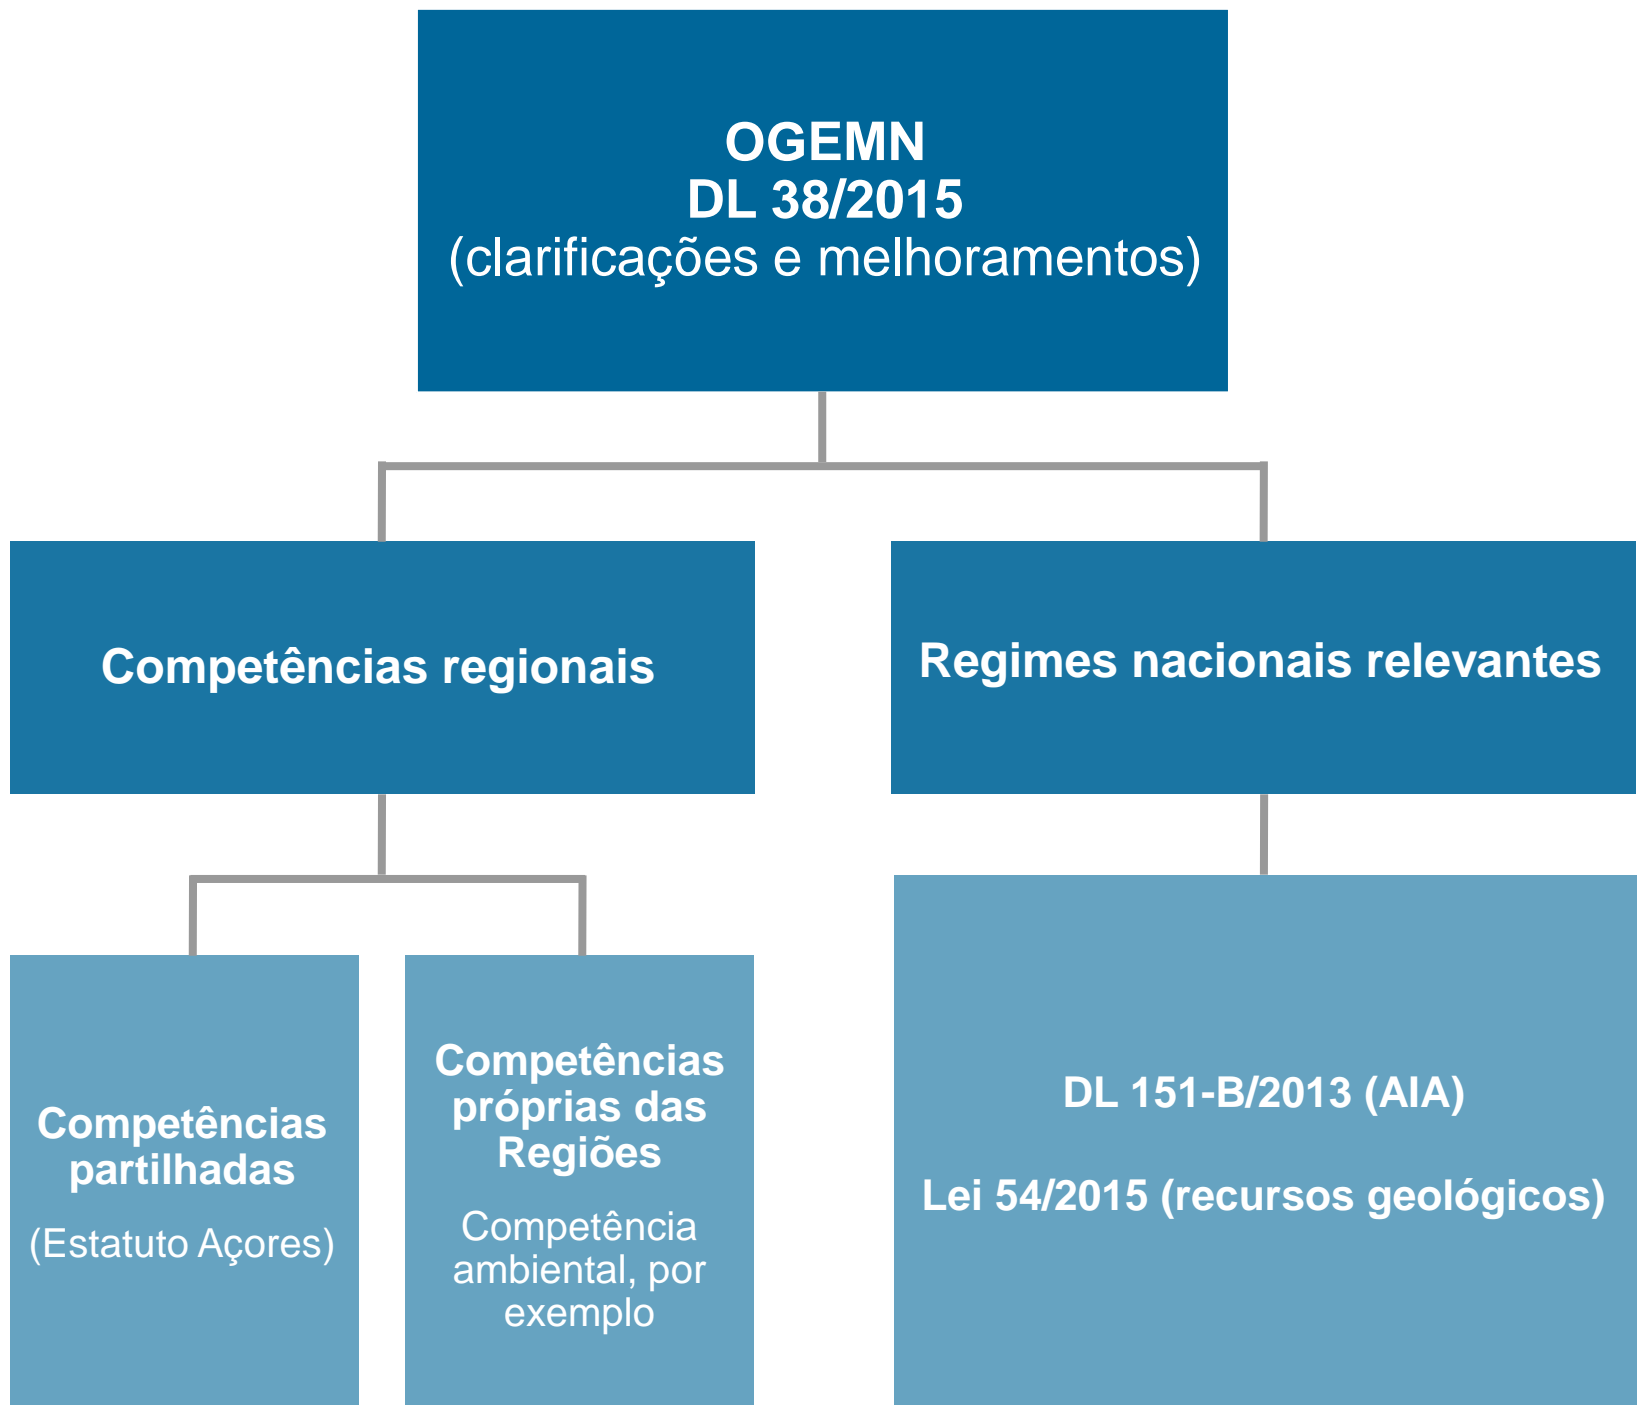 OGEMN
DL 38/2015
(clarificações e melhoramentos)
Competências regionais
Regimes nacionais relevantes
Competências
partilhadas
(Estatuto Açores)
Competências
próprias das
Regiões
Competência
ambiental, por
exemplo
DL 151-B/2013 (AIA)
Lei 54/2015 (recursos geológicos)